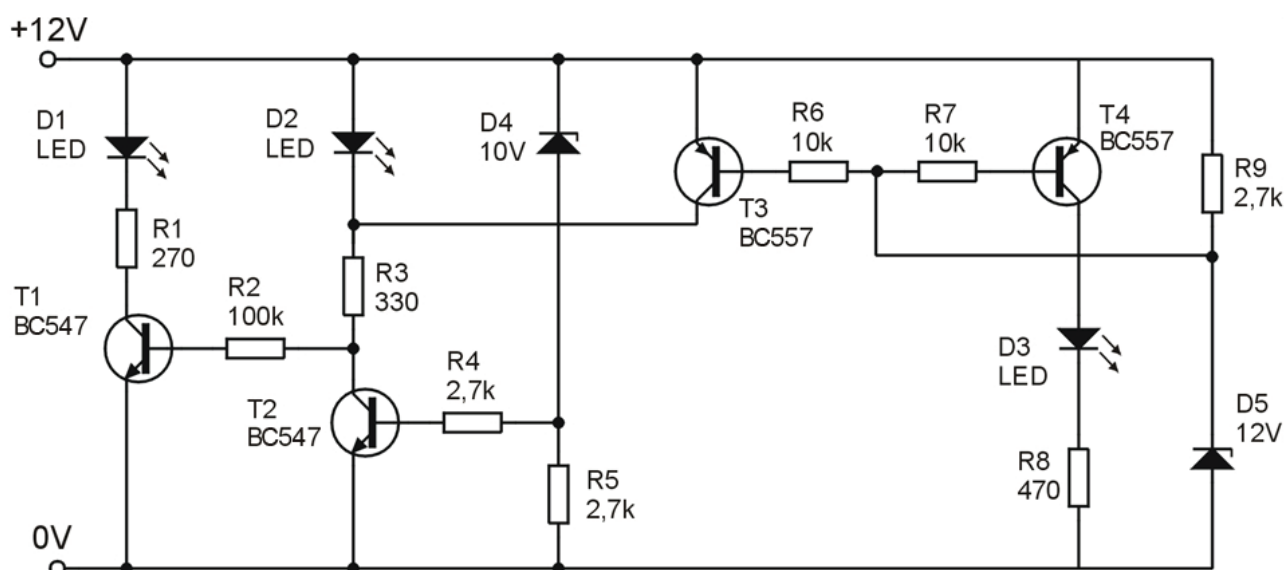 +12V
D1
LED
D2
LED
D4
10V
R6
10k
R7
10k
T4
BC557
R9
2,7k
T3
BC557
R1
270
R3
330
R2
100k
T1
BC547
R4
2,7k
T2
BC547
D3
LED
D5
12V
R5
2,7k
R8
470
0V